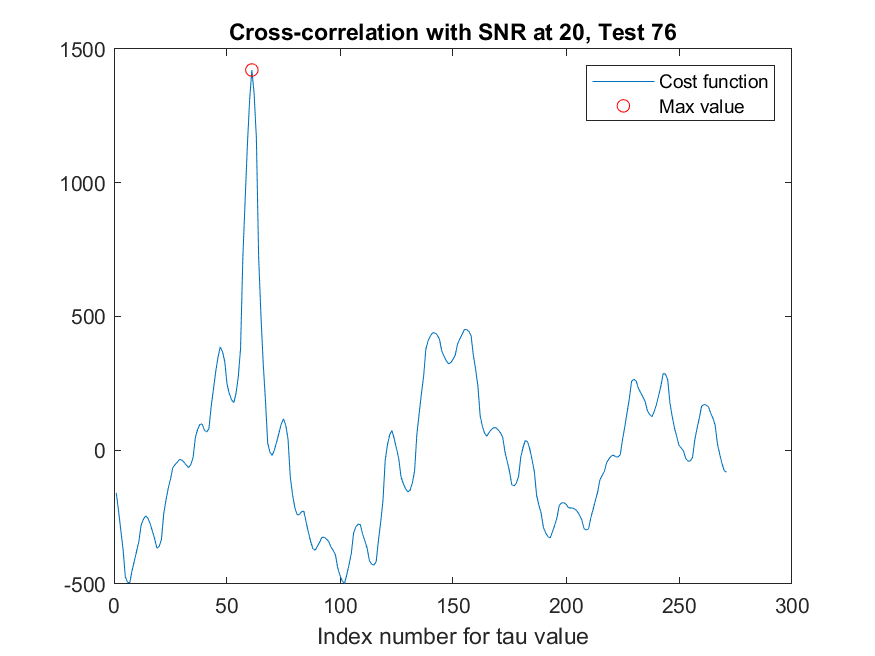 Cross-correlation with SNR at 20, Test 76
1500
1000
500
0
-500
0 50 100 150 200 250 300
Index number for tau value
Cost function
Max value